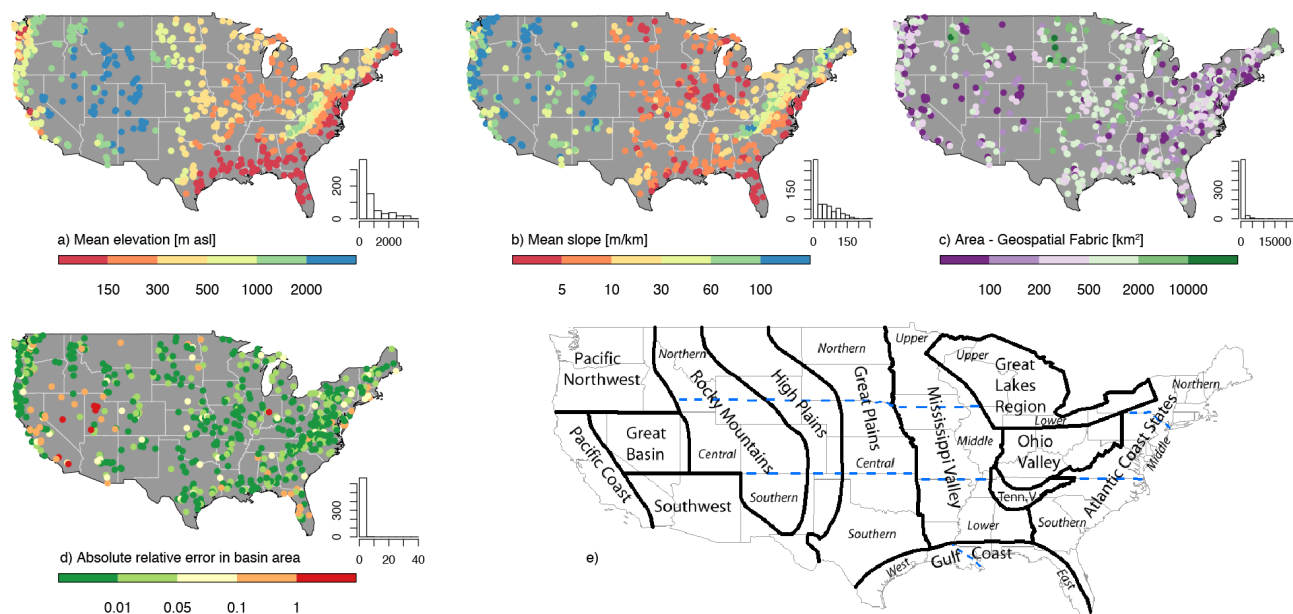 0 200
0 2000
a) Mean elevation [m asl]
150 300 500 1000 2000
0 150
0 150
b) Mean slope [m/km]
5 10 30 60 100
0 300
0 15000
c) Area - Geospatial Fabric [km²]
100 200 500 2000 10000
0 300
0 10 20 30 40
d) Absolute relative error in basin area
0.01 0.05 0.1 1
Pacific
Northwest
Northern
Rocky Mountains
Northern
High Plains
Great Plains
Upper
Mississippi Valley
Upper
Great
Lakes
Region
Lower
Northern
Atlantic Coast States
Middle
Great
Basin
Central
Central
Middle
Ohio
Valley
Pacific Coast
Southwest
Southern
Southern
Tenn.V.
Lower
Southern
West
Gulf
Coast
East
e)